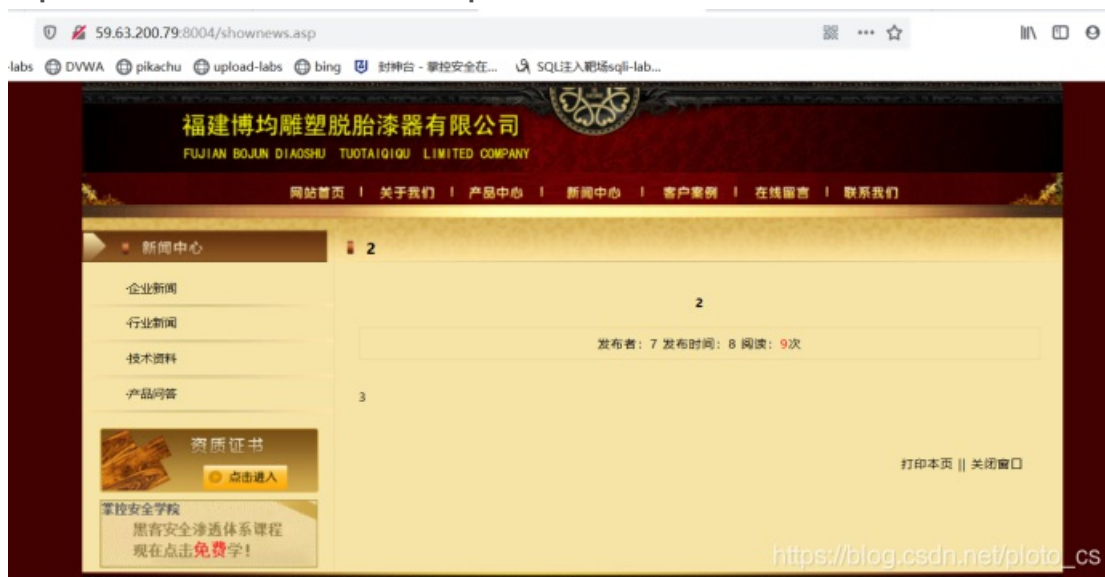 59.63.200.79:8004/shownews.asp
-labs DVWA pikachu upload-labs bing 封神台 - 掌控安全在... SQL注入靶场sqli-lab...
福建博均雕塑脱胎漆器有限公司
FUJIAN BOJUN DIAOSHU TUOTAIQIQU LIMITED COMPANY
网站首页 | 关于我们 | 产品中心 | 新闻中心 | 客户案例 | 在线留言 | 联系我们
新闻中心
2
·企业新闻
·行业新闻
·技术资料
·产品问答
2
发布者：7 发布时间：8 阅读：9次
3
打印本页 || 关闭窗口
资质证书
点击进入
掌控安全学院
黑客安全渗透体系课程
现在点击免费学!
https://blog.csdn.net/ploto_cs